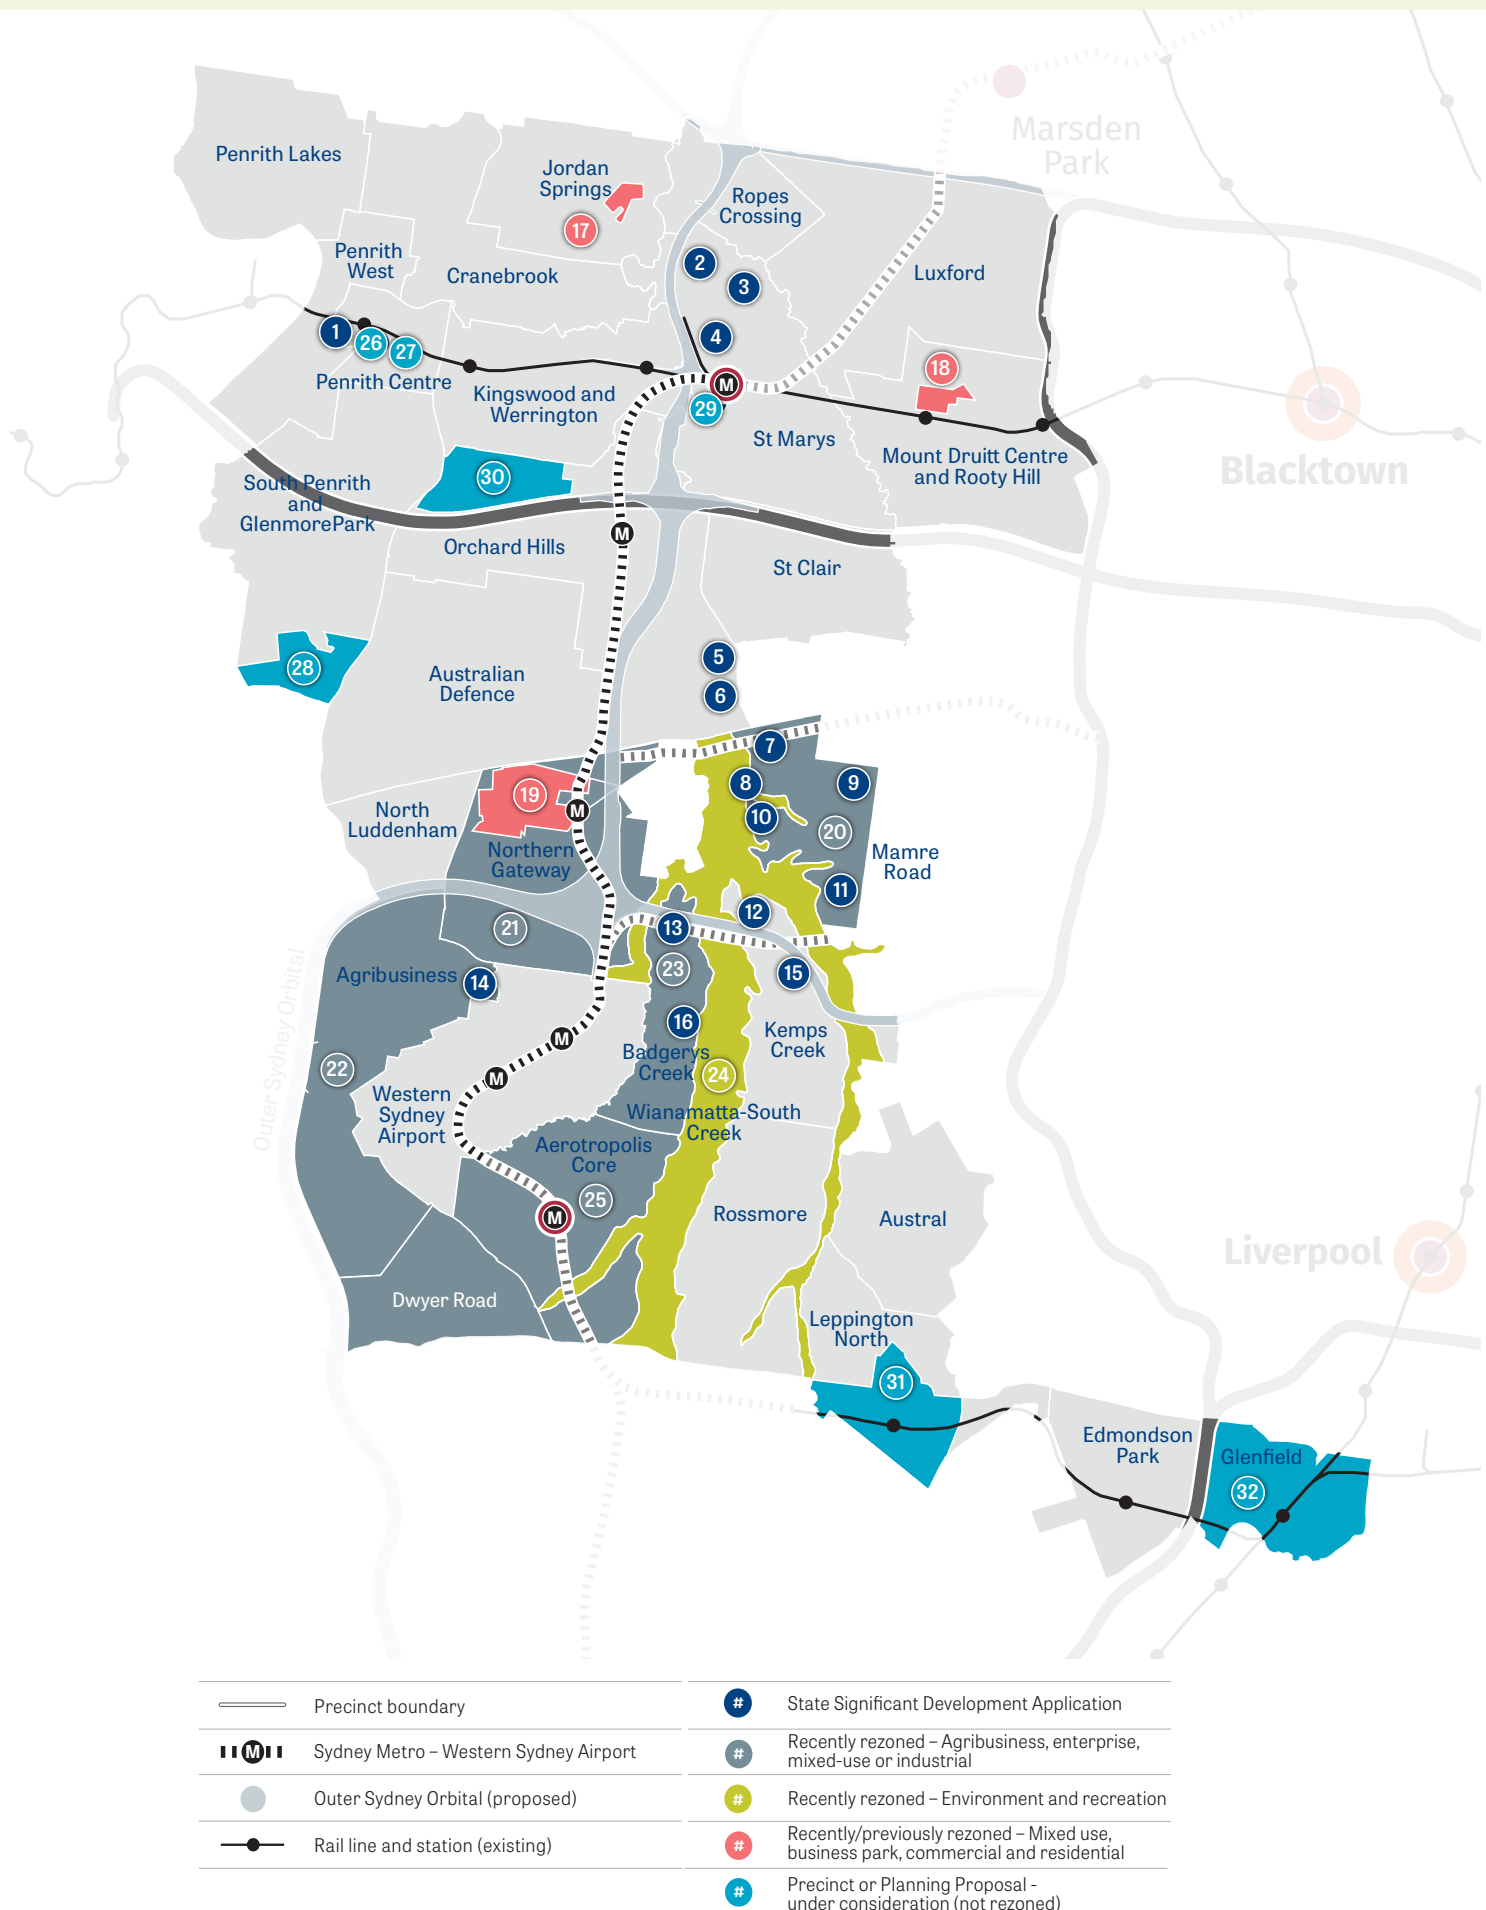 Marsden
Park
Penrith Lakes
Jordan
Springs
17
Ropes
Crossing
Penrith
West
Cranebrook
2
3
Luxford
1
26
27
4
18
Penrith Centre
Kingswood and
Werrington
M
29
St Marys
Mount Druitt Centre
and Rooty Hill
Blacktown
South Penrith
and
GlenmorePark
30
Orchard Hills
M
St Clair
28
Australian
Defence
5
6
7
8
9
10
19
M
20
North
Luddenham
Northern
Gateway
Mamre
Road
11
12
21
13
Outer Sydney Orbital
Agribusiness
14
23
15
16
M
Kemps
Creek
Badgerys
Creek
22
M
24
Western
Sydney
Airport
Wianamatta-South
Creek
Aerotropolis
Core
25
M
Rossmore
Austral
Liverpool
Dwyer Road
Leppington
North
31
Edmondson
Park
Glenfield
32
Precinct boundary
M
Sydney Metro – Western Sydney Airport
Outer Sydney Orbital (proposed)
Rail line and station (existing)
#
State Significant Development Application
#
Recently rezoned – Agribusiness, enterprise,
mixed-use or industrial
#
Recently rezoned – Environment and recreation
#
Recently/previously rezoned – Mixed use,
business park, commercial and residential
#
Precinct or Planning Proposal -
under consideration (not rezoned)